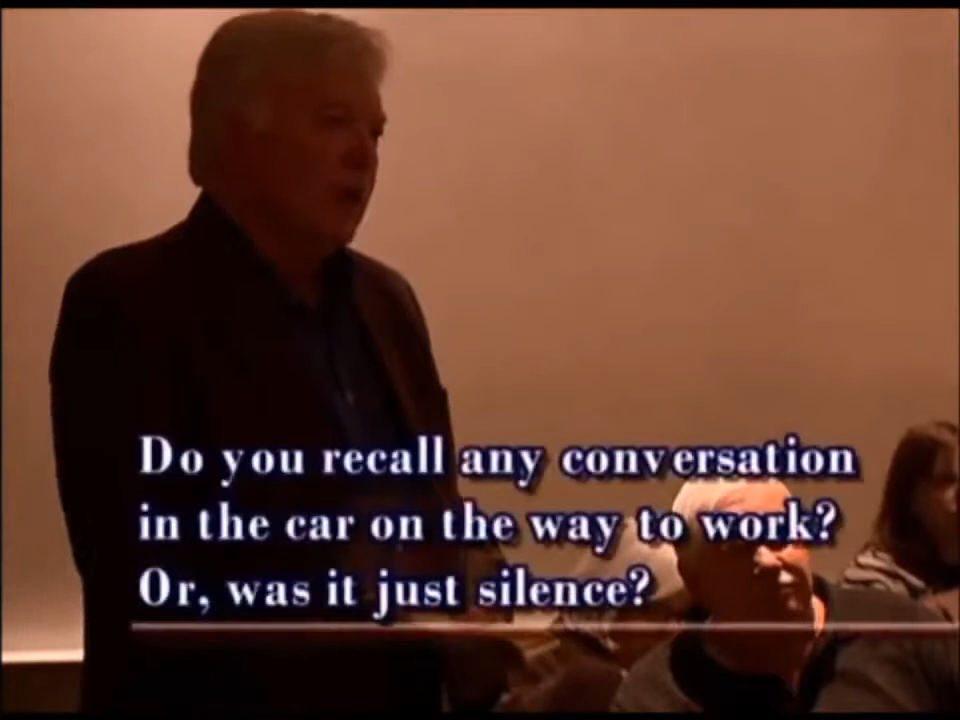 Do you recall any conversation
in the car on the way to work?
Or, was it just silence?